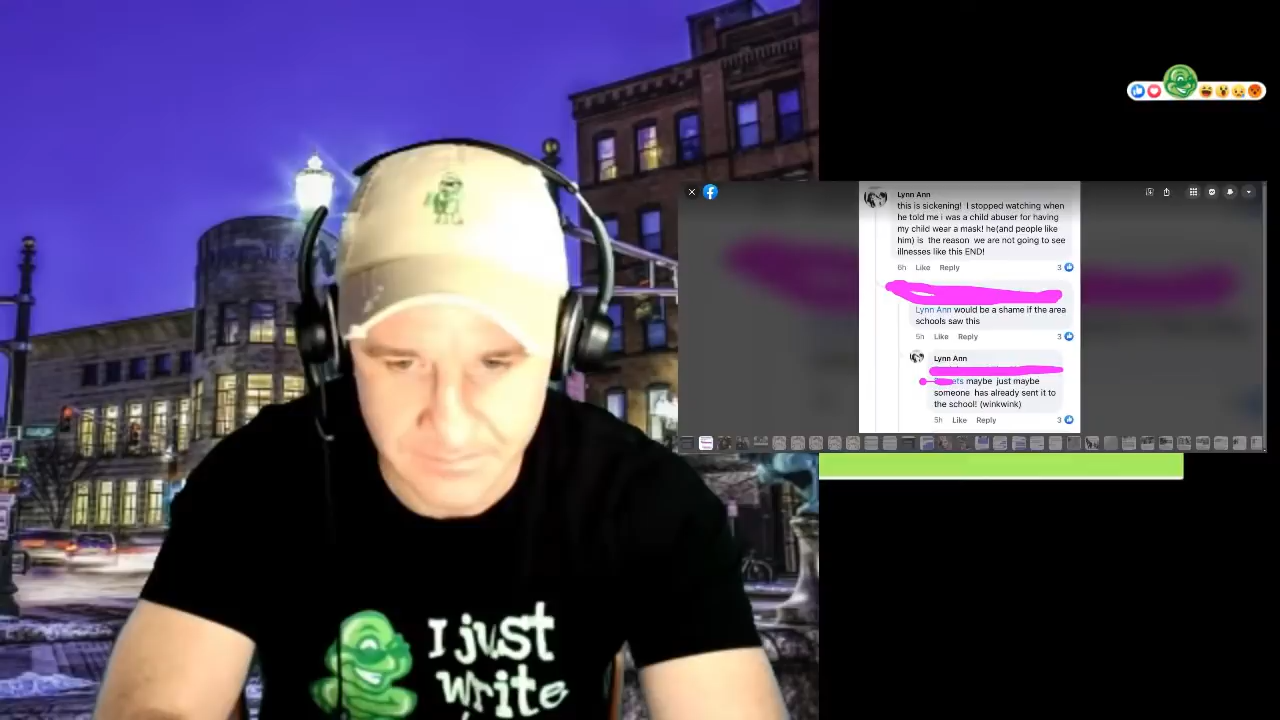 Lynn Ann
this is sickening! I stopped watching when
he told me i was a child abuser for having
my child wear a mask! he(and people like
him) is the reason we are not going to see
illnesses like this END!
6h Like Reply 3
Lynn Ann would be a shame if the area
schools saw this
5h Like Reply 3
Lynn Ann
maybe just maybe
someone has already sent it to
the school! (winkwink)
5h Like Reply 3
I just
write